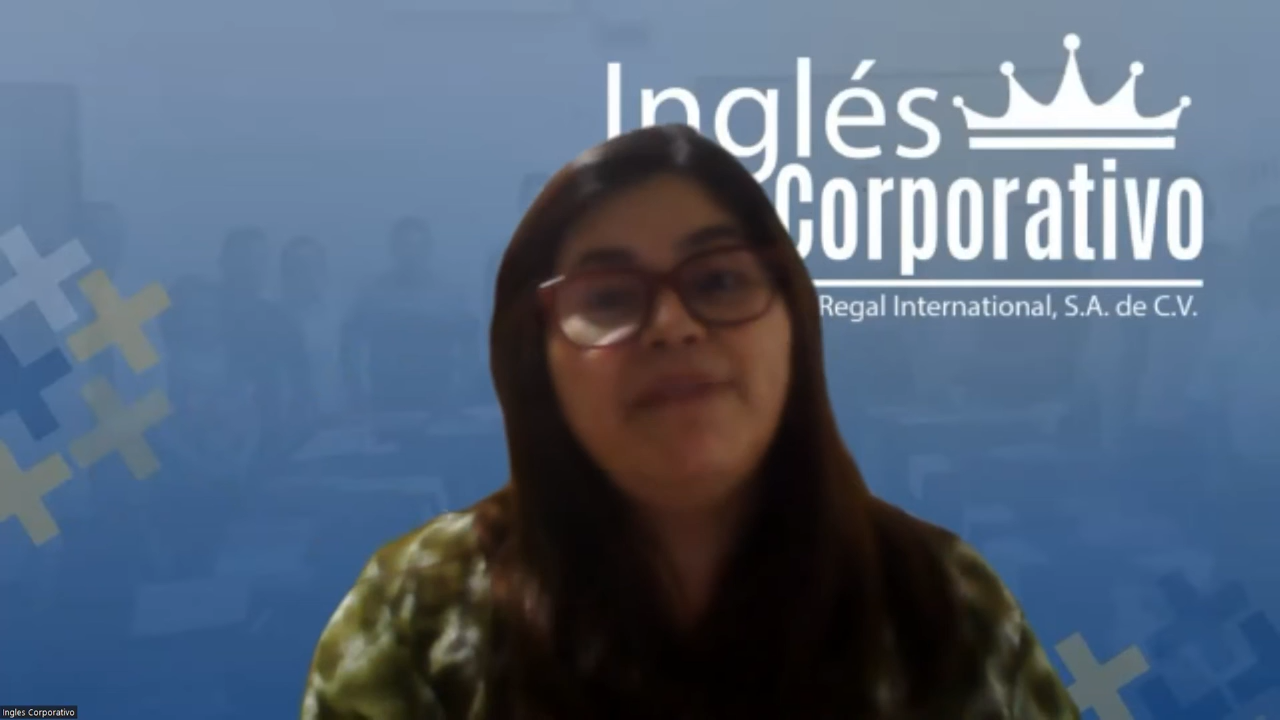 Inglés
Corporativo
Regal International, S.A. de C.V.
Ingles Corporativo